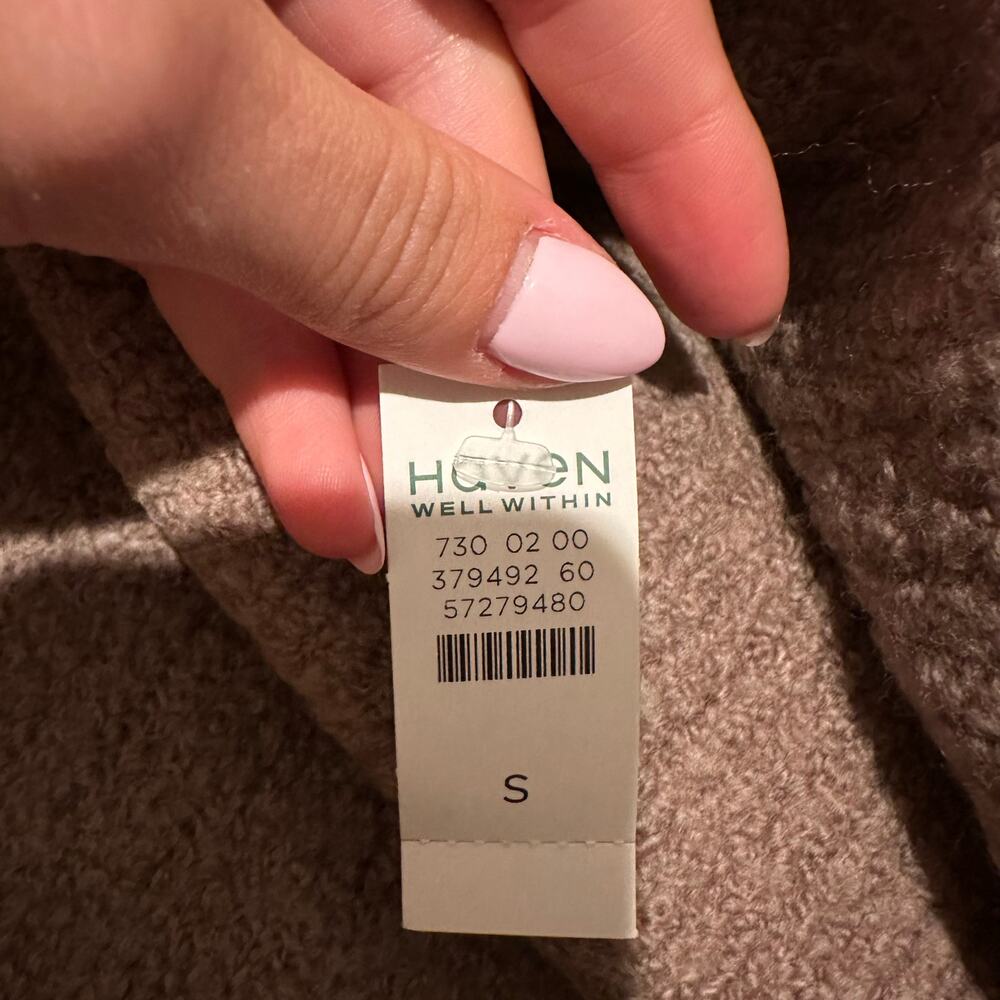 HaveN
WELL WITHIN
730 02 00
379492 60
57279480
S